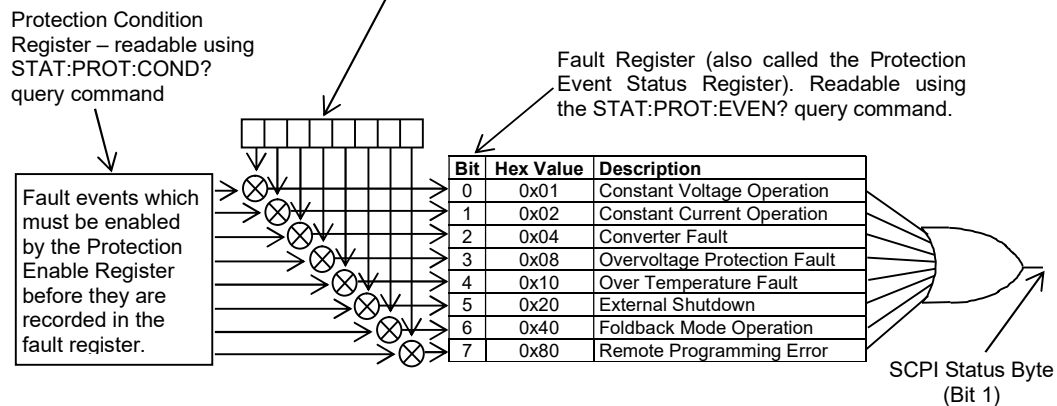 Protection Condition
Register – readable using
STAT:PROT:COND?
query command
Fault Register (also called the Protection
Event Status Register). Readable using
the STAT:PROT:EVEN? query command.
Fault events which
must be enabled
by the Protection
Enable Register
before they are
recorded in the
fault register.
Bit Hex Value Description
0 0x01 Constant Voltage Operation
1 0x02 Constant Current Operation
2 0x04 Converter Fault
3 0x08 Overvoltage Protection Fault
4 0x10 Over Temperature Fault
5 0x20 External Shutdown
6 0x40 Foldback Mode Operation
7 0x80 Remote Programming Error
SCPI Status Byte
(Bit 1)